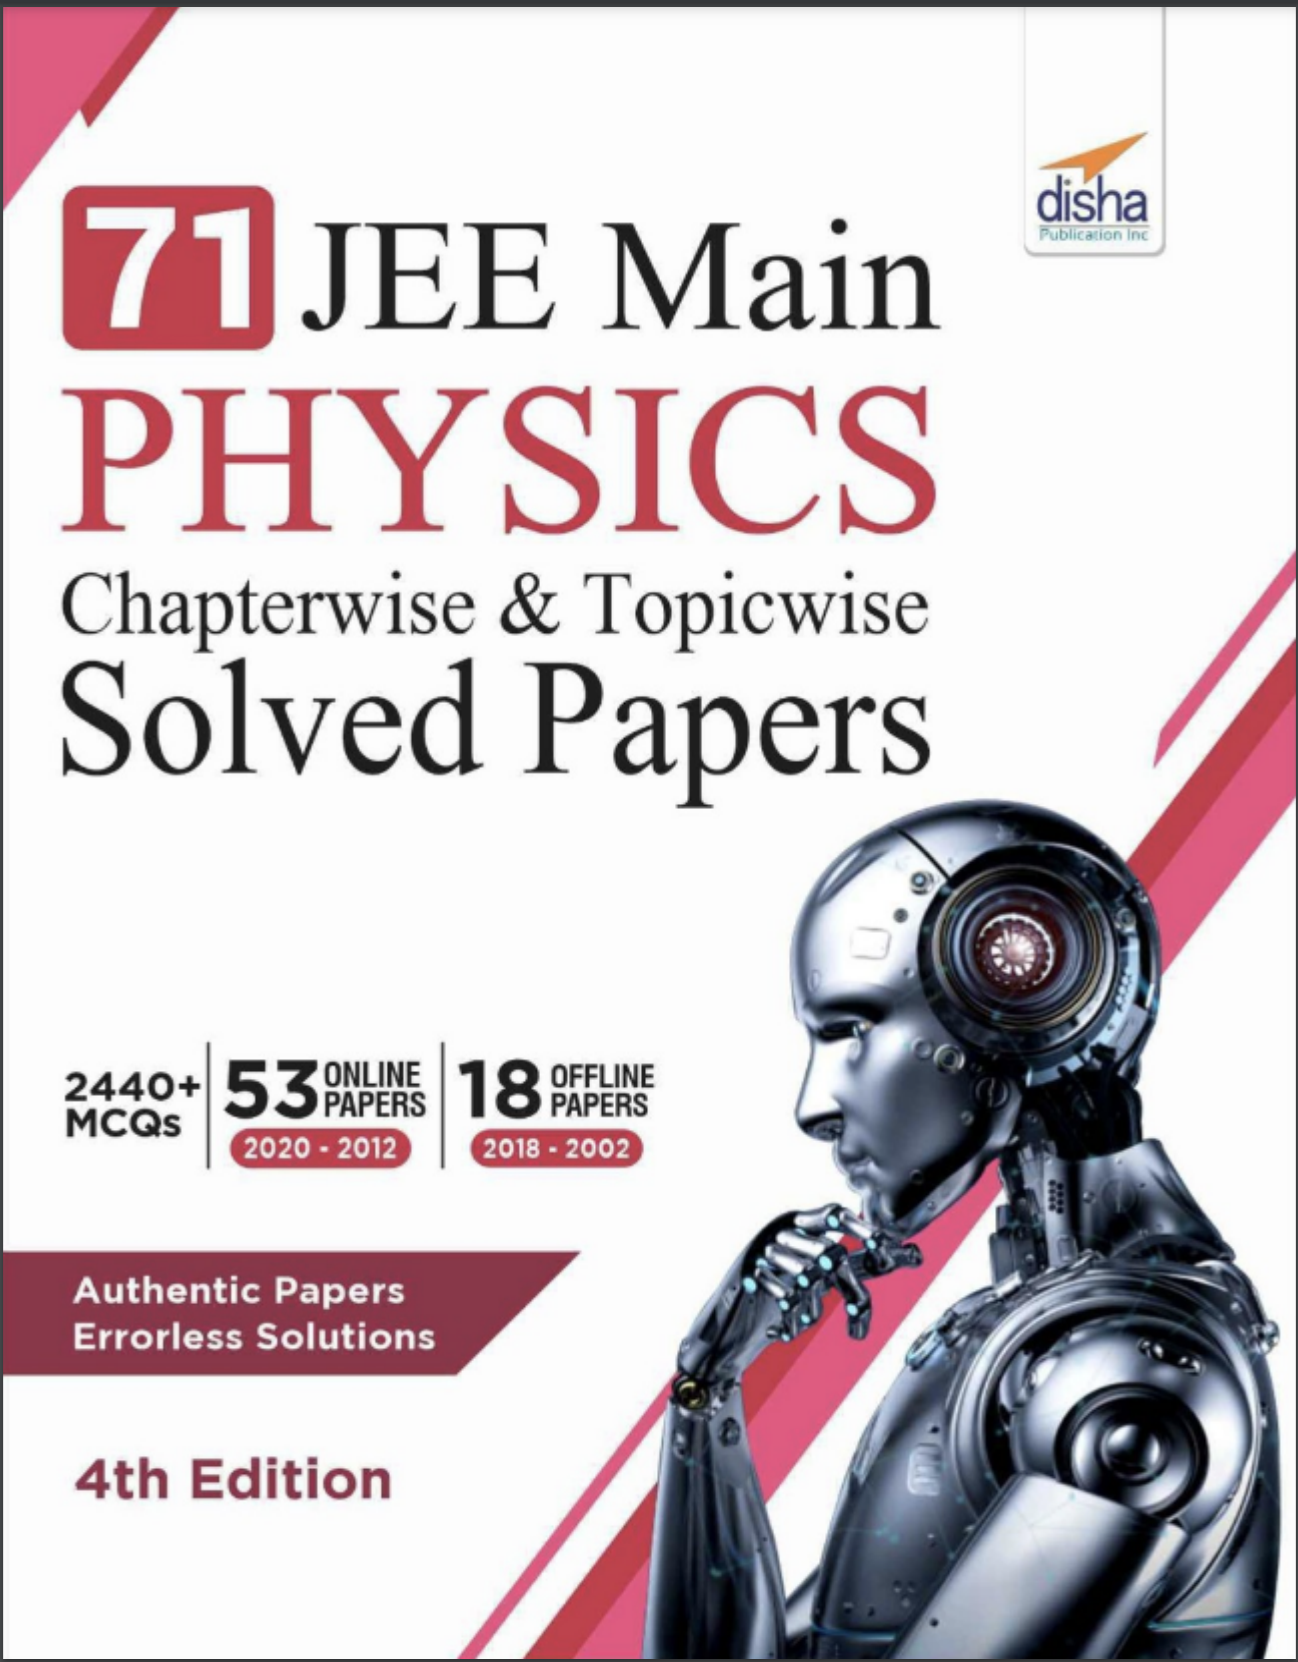 disha
Publication Inc
71 JEE Main
PHYSICS
Chapterwise & Topicwise
Solved Papers
2440+
MCQs
53 ONLINE
PAPERS
2020 - 2012
18 OFFLINE
PAPERS
2018 - 2002
Authentic Papers
Errorless Solutions
4th Edition